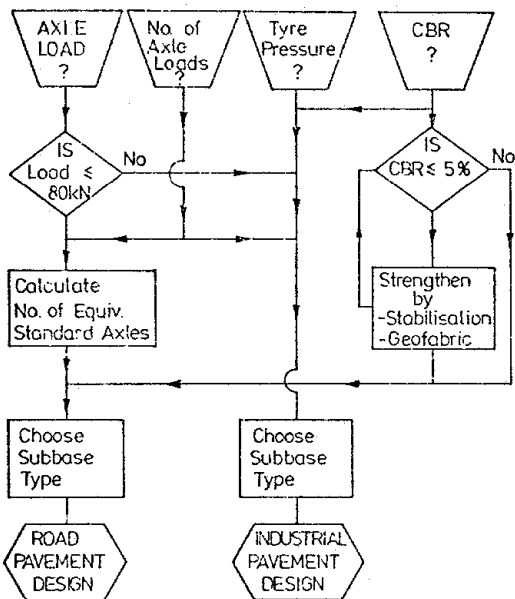 AXLE
LOAD
?
No. of
Axle
Loads
?
Tyre
Pressure
?
CBR
?
IS
Load ≤
80kN
No
IS
CBR ≤ 5%
No
Calculate
No. of Equiv.
Standard Axles
Strengthen
by
-Stabilisation
-Geofabric
Choose
Subbase
Type
Choose
Subbase
Type
ROAD
PAVEMENT
DESIGN
INDUSTRIAL
PAVEMENT
DESIGN